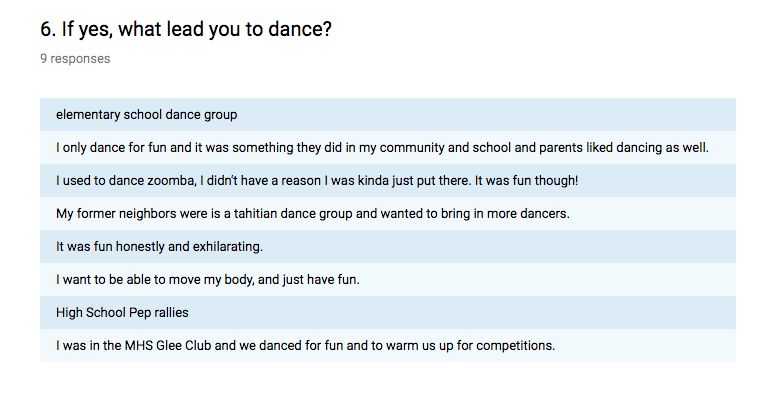 6. If yes, what lead you to dance?
9 responses
elementary school dance group
I only dance for fun and it was something they did in my community and school and parents liked dancing as well.
I used to dance zoomba, I didn't have a reason I was kinda just put there. It was fun though!
My former neighbors were is a tahitian dance group and wanted to bring in more dancers.
It was fun honestly and exhilarating.
I want to be able to move my body, and just have fun.
High School Pep rallies
I was in the MHS Glee Club and we danced for fun and to warm us up for competitions.